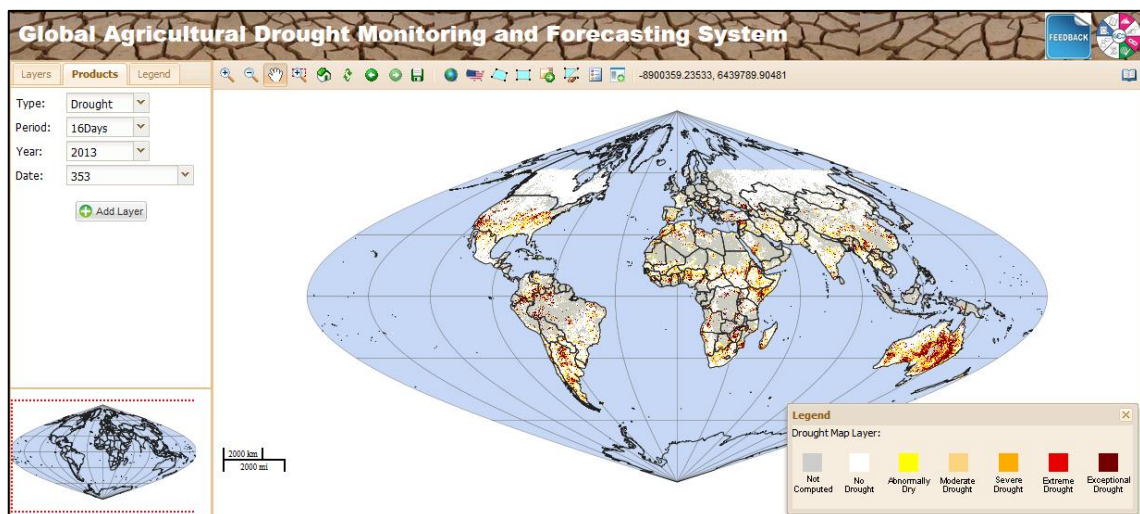 Global Agricultural Drought Monitoring and Forecasting System
FEEDBACK
Layers Products Legend
-8900359.23533, 6439789.90481
Type: Drought
Period: 16Days
Year: 2013
Date: 353
Add Layer
2000 km
2000 mi
Legend
Drought Map Layer:
Not Computed
No Drought
Abnormally Dry
Moderate Drought
Severe Drought
Extreme Drought
Exceptional Drought